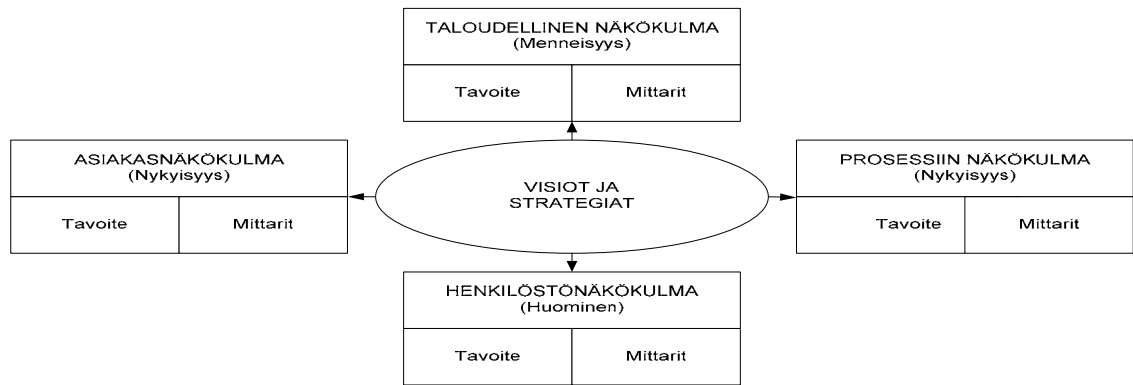 TALOUDELLINEN NÄKÖKULMA
(Menneisyys)
Tavoite Mittarit
ASIAKASNÄKÖKULMA
(Nykyisyys)
Tavoite Mittarit
VISIOT JA
STRATEGIAT
PROSESSIIN NÄKÖKULMA
(Nykyisyys)
Tavoite Mittarit
HENKILÖSTÖNÄKÖKULMA
(Huominen)
Tavoite Mittarit